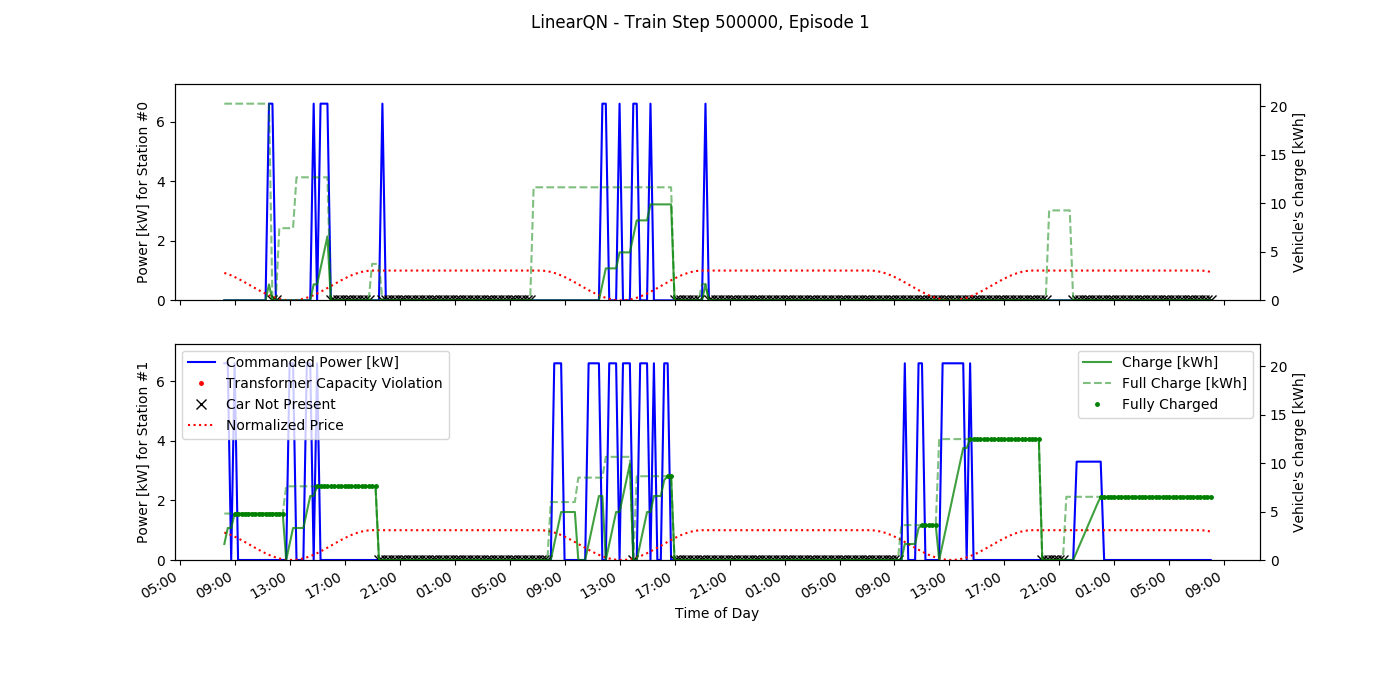 LinearQN - Train Step 500000, Episode 1
Power [kW] for Station #0
6
4
2
0
20
15
10
5
0
Vehicle's charge [kWh]
Power [kW] for Station #1
6
4
2
0
Commanded Power [kW]
Transformer Capacity Violation
Car Not Present
Normalized Price
Charge [kWh]
Full Charge [kWh]
Fully Charged
20
15
10
5
0
Vehicle's charge [kWh]
05:00
09:00
13:00
17:00
21:00
01:00
05:00
09:00
13:00
17:00
21:00
01:00
05:00
09:00
13:00
17:00
21:00
01:00
05:00
09:00
Time of Day